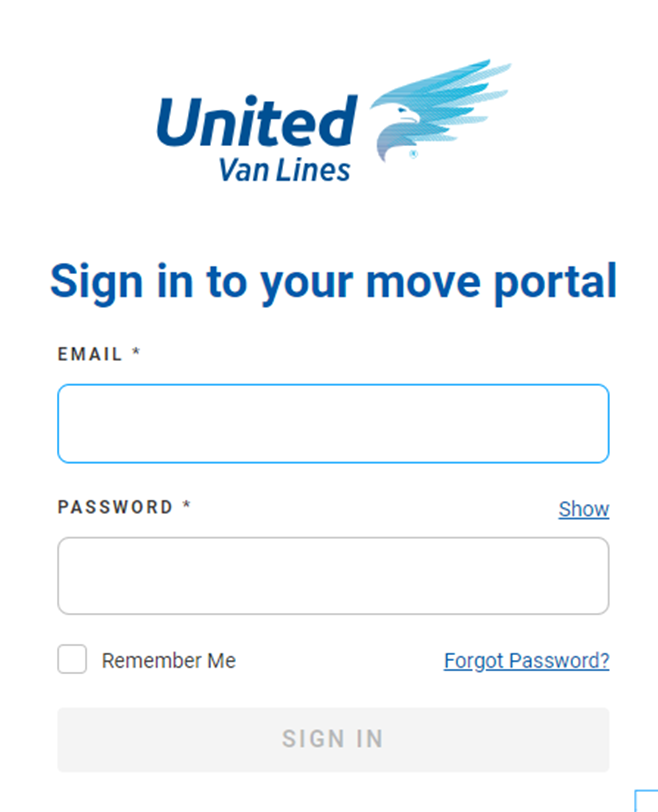 United
Van Lines
®
Sign in to your move portal
EMAIL *
PASSWORD *
Show
Remember Me
Forgot Password?
SIGN IN